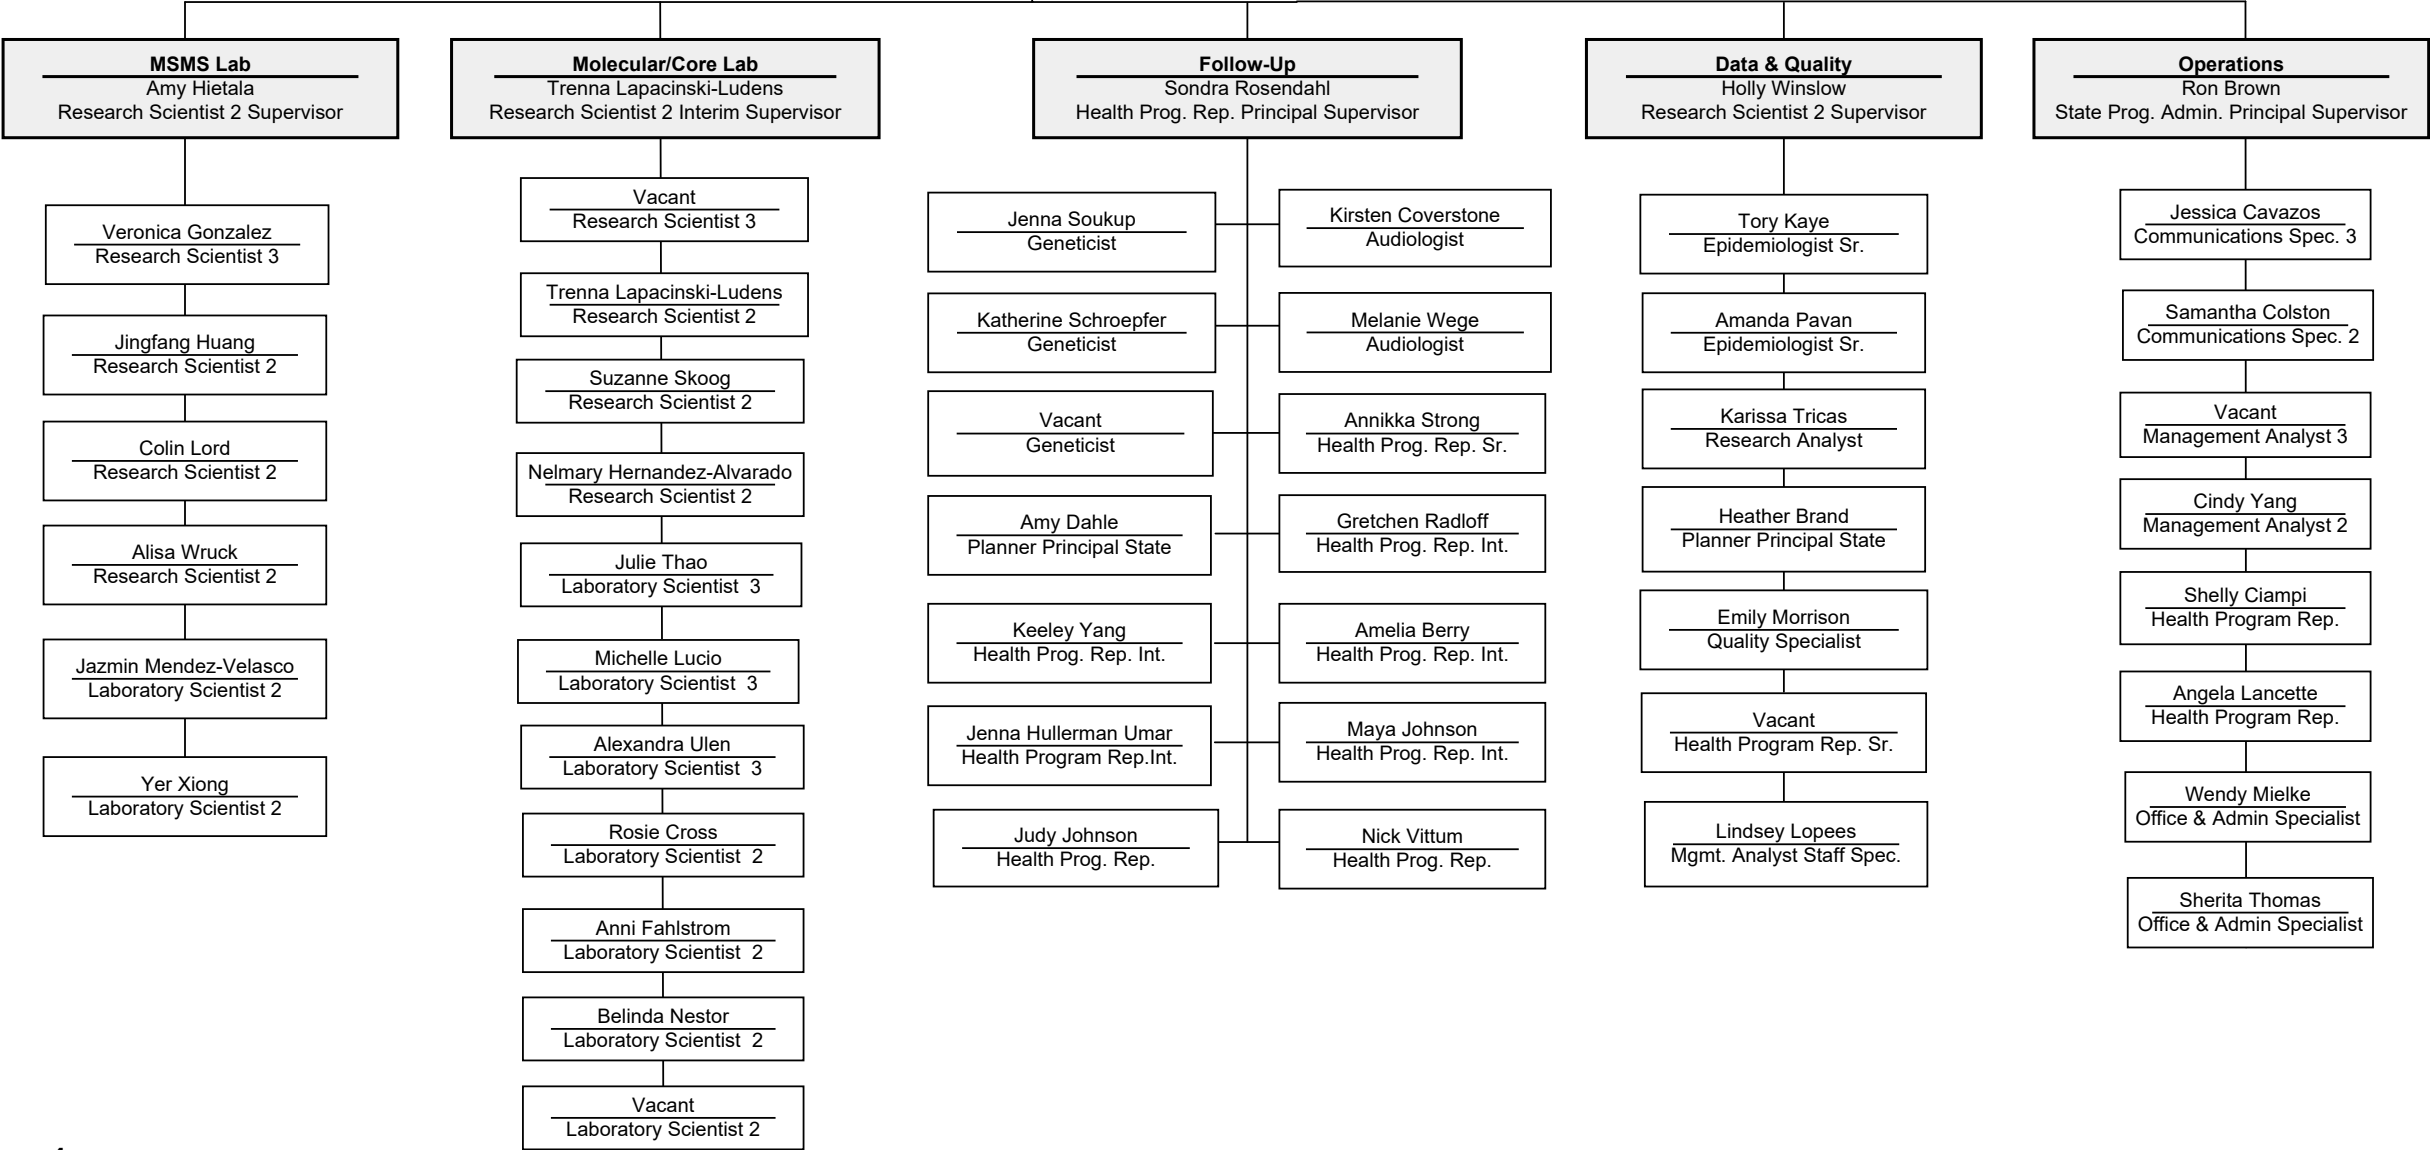 MSMS Lab
Amy Hietala
Research Scientist 2 Supervisor
Veronica Gonzalez
Research Scientist 3
Jingfang Huang
Research Scientist 2
Colin Lord
Research Scientist 2
Alisa Wruck
Research Scientist 2
Jazmin Mendez-Velasco
Laboratory Scientist 2
Yer Xiong
Laboratory Scientist 2
Molecular/Core Lab
Trenna Lapacinski-Ludens
Research Scientist 2 Interim Supervisor
Vacant
Research Scientist 3
Trenna Lapacinski-Ludens
Research Scientist 2
Suzanne Skoog
Research Scientist 2
Nelmary Hernandez-Alvarado
Research Scientist 2
Julie Thao
Laboratory Scientist 3
Michelle Lucio
Laboratory Scientist 3
Alexandra Ulen
Laboratory Scientist 3
Rosie Cross
Laboratory Scientist 2
Anni Fahlstrom
Laboratory Scientist 2
Belinda Nestor
Laboratory Scientist 2
Vacant
Laboratory Scientist 2
Follow-Up
Sondra Rosendahl
Health Prog. Rep. Principal Supervisor
Jenna Soukup
Geneticist
Kirsten Coverstone
Audiologist
Katherine Schroepfer
Geneticist
Melanie Wege
Audiologist
Vacant
Geneticist
Annikka Strong
Health Prog. Rep. Sr.
Amy Dahle
Planner Principal State
Gretchen Radloff
Health Prog. Rep. Int.
Keeley Yang
Health Prog. Rep. Int.
Amelia Berry
Health Prog. Rep. Int.
Jenna Hullerman Umar
Health Program Rep.Int.
Maya Johnson
Health Prog. Rep. Int.
Judy Johnson
Health Prog. Rep.
Nick Vittum
Health Prog. Rep.
Data & Quality
Holly Winslow
Research Scientist 2 Supervisor
Tory Kaye
Epidemiologist Sr.
Amanda Pavan
Epidemiologist Sr.
Karissa Tricas
Research Analyst
Heather Brand
Planner Principal State
Emily Morrison
Quality Specialist
Vacant
Health Program Rep. Sr.
Lindsey Lopees
Mgmt. Analyst Staff Spec.
Operations
Ron Brown
State Prog. Admin. Principal Supervisor
Jessica Cavazos
Communications Spec. 3
Samantha Colston
Communications Spec. 2
Vacant
Management Analyst 3
Cindy Yang
Management Analyst 2
Shelly Ciampi
Health Program Rep.
Angela Lancette
Health Program Rep.
Wendy Mielke
Office & Admin Specialist
Sherita Thomas
Office & Admin Specialist